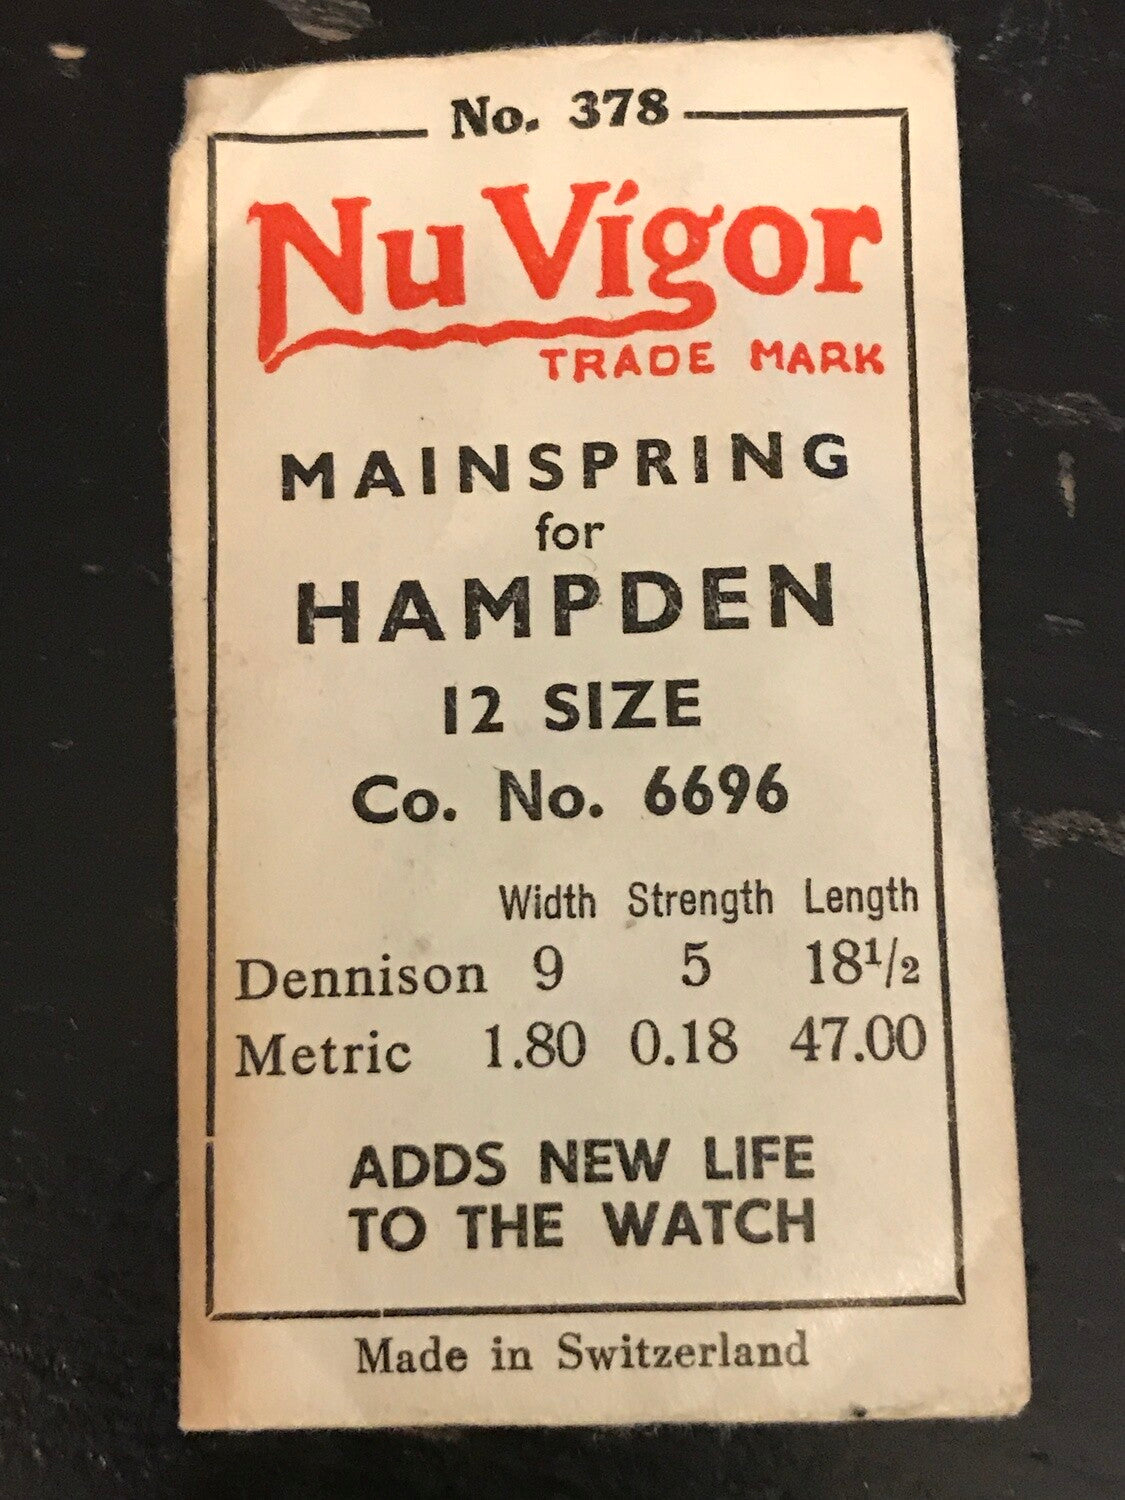 No. 378
Nu Vigor
TRADE MARK
MAINSPRING
for
HAMPDEN
12 SIZE
Co. No. 6696
Width Strength Length
Dennison 9 5 18½
Metric 1.80 0.18 47.00
ADDS NEW LIFE
TO THE WATCH
Made in Switzerland